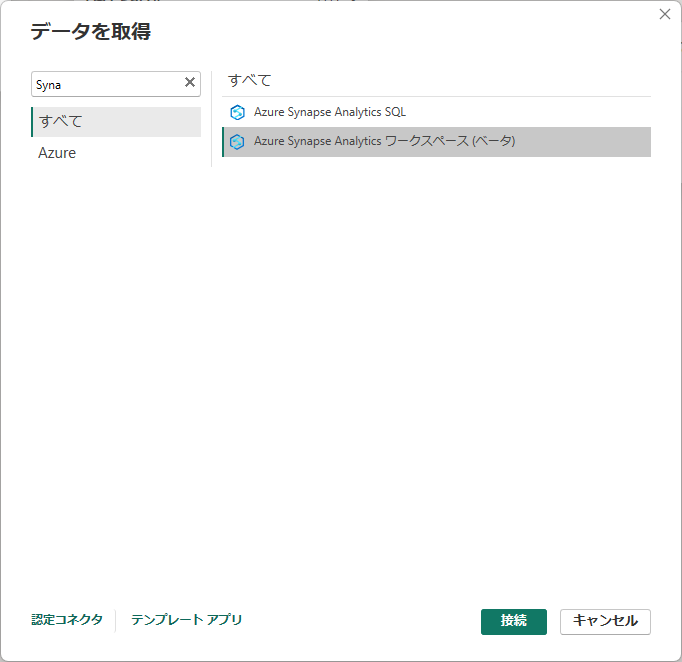 データを取得
Syna
すべて
Azure
すべて
Azure Synapse Analytics SQL
Azure Synapse Analytics ワークスペース (ベータ)
認定コネクタ
テンプレート アプリ
接続
キャンセル